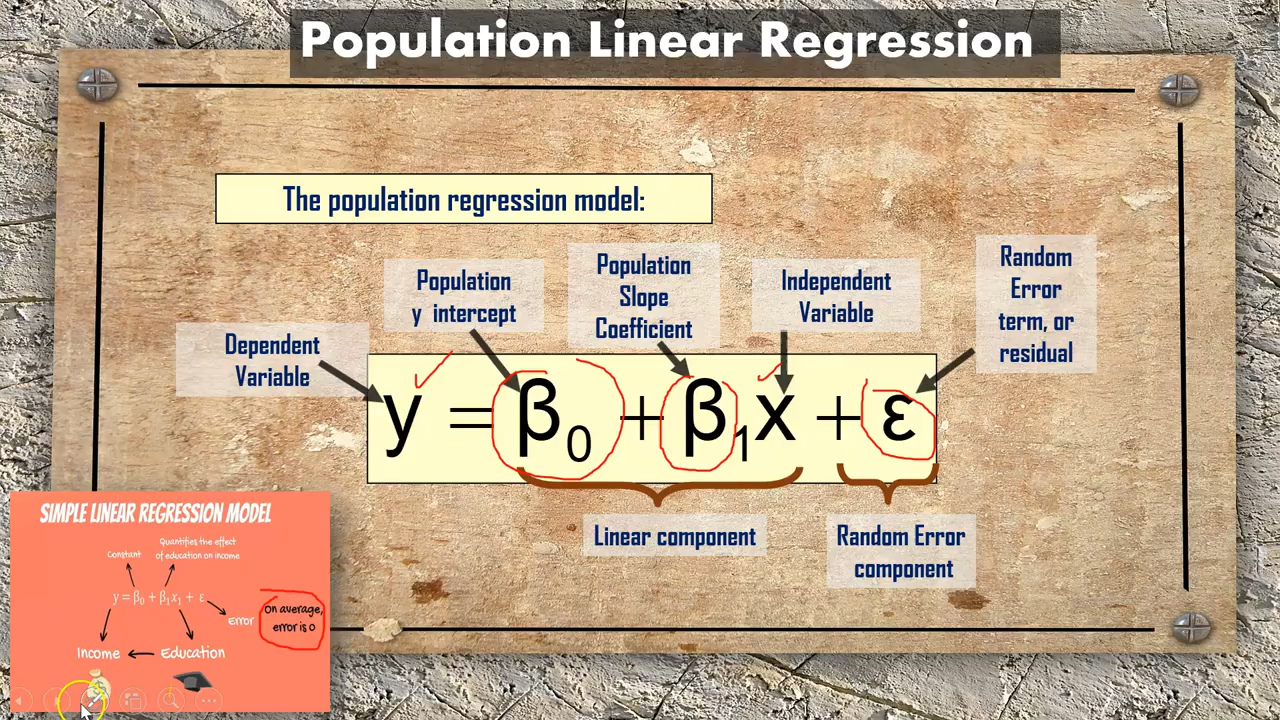 Population Linear Regression
The population regression model:
Dependent
Variable
Population
y intercept
Population
Slope
Coefficient
Independent
Variable
Random
Error
term, or
residual
y = β0 + β1x + ε
Linear component
Random Error
component
SIMPLE LINEAR REGRESSION MODEL
Constant
Quantifies the effect
of education on income
y = β0 + β1x1 + ε
Error
On average,
error is 0
Income
Education